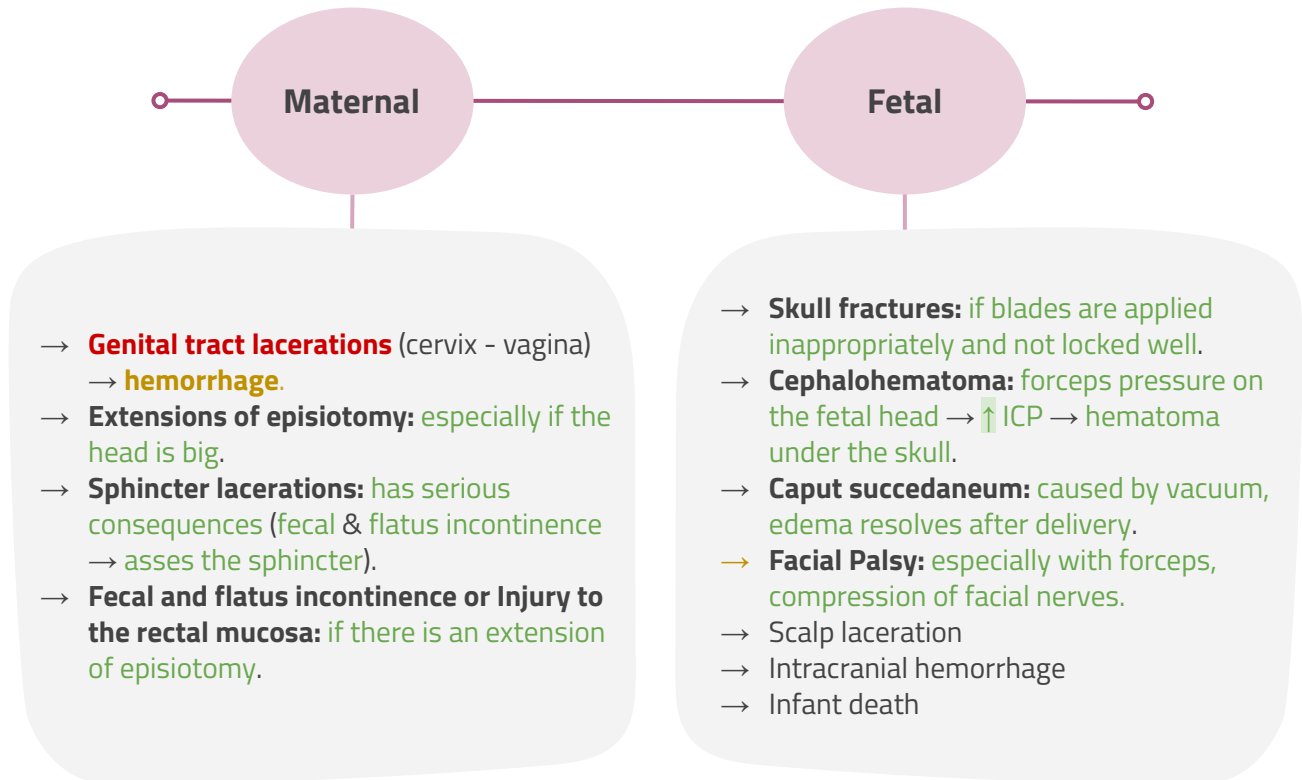 Maternal
Fetal
→ Genital tract lacerations (cervix - vagina)
→ hemorrhage.
→ Extensions of episiotomy: especially if the
head is big.
→ Sphincter lacerations: has serious
consequences (fecal & flatus incontinence
→ asses the sphincter).
→ Fecal and flatus incontinence or Injury to
the rectal mucosa: if there is an extension
of episiotomy.
→ Skull fractures: if blades are applied
inappropriately and not locked well.
→ Cephalohematoma: forceps pressure on
the fetal head → ↑ ICP → hematoma
under the skull.
→ Caput succedaneum: caused by vacuum,
edema resolves after delivery.
→ Facial Palsy: especially with forceps,
compression of facial nerves.
→ Scalp laceration
→ Intracranial hemorrhage
→ Infant death